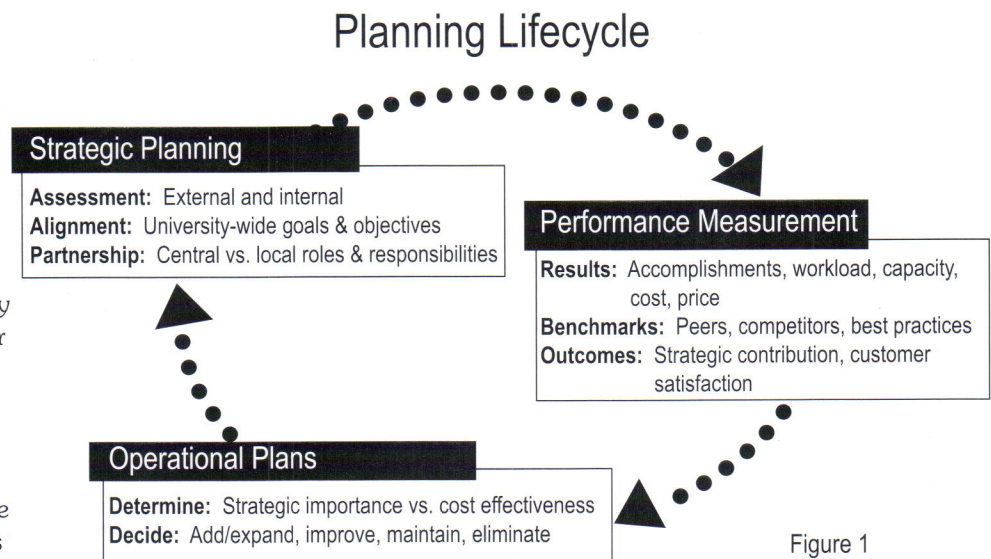 Planning Lifecycle
Strategic Planning
Assessment: External and internal
Alignment: University-wide goals & objectives
Partnership: Central vs. local roles & responsibilities
Performance Measurement
Results: Accomplishments, workload, capacity,
cost, price
Benchmarks: Peers, competitors, best practices
Outcomes: Strategic contribution, customer
satisfaction
Operational Plans
Determine: Strategic importance vs. cost effectiveness
Decide: Add/expand, improve, maintain, eliminate
Figure 1